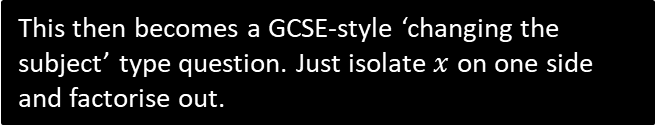 This then becomes a GCSE-style ‘changing the
subject’ type question. Just isolate 𝑥 on one side
and factorise out.